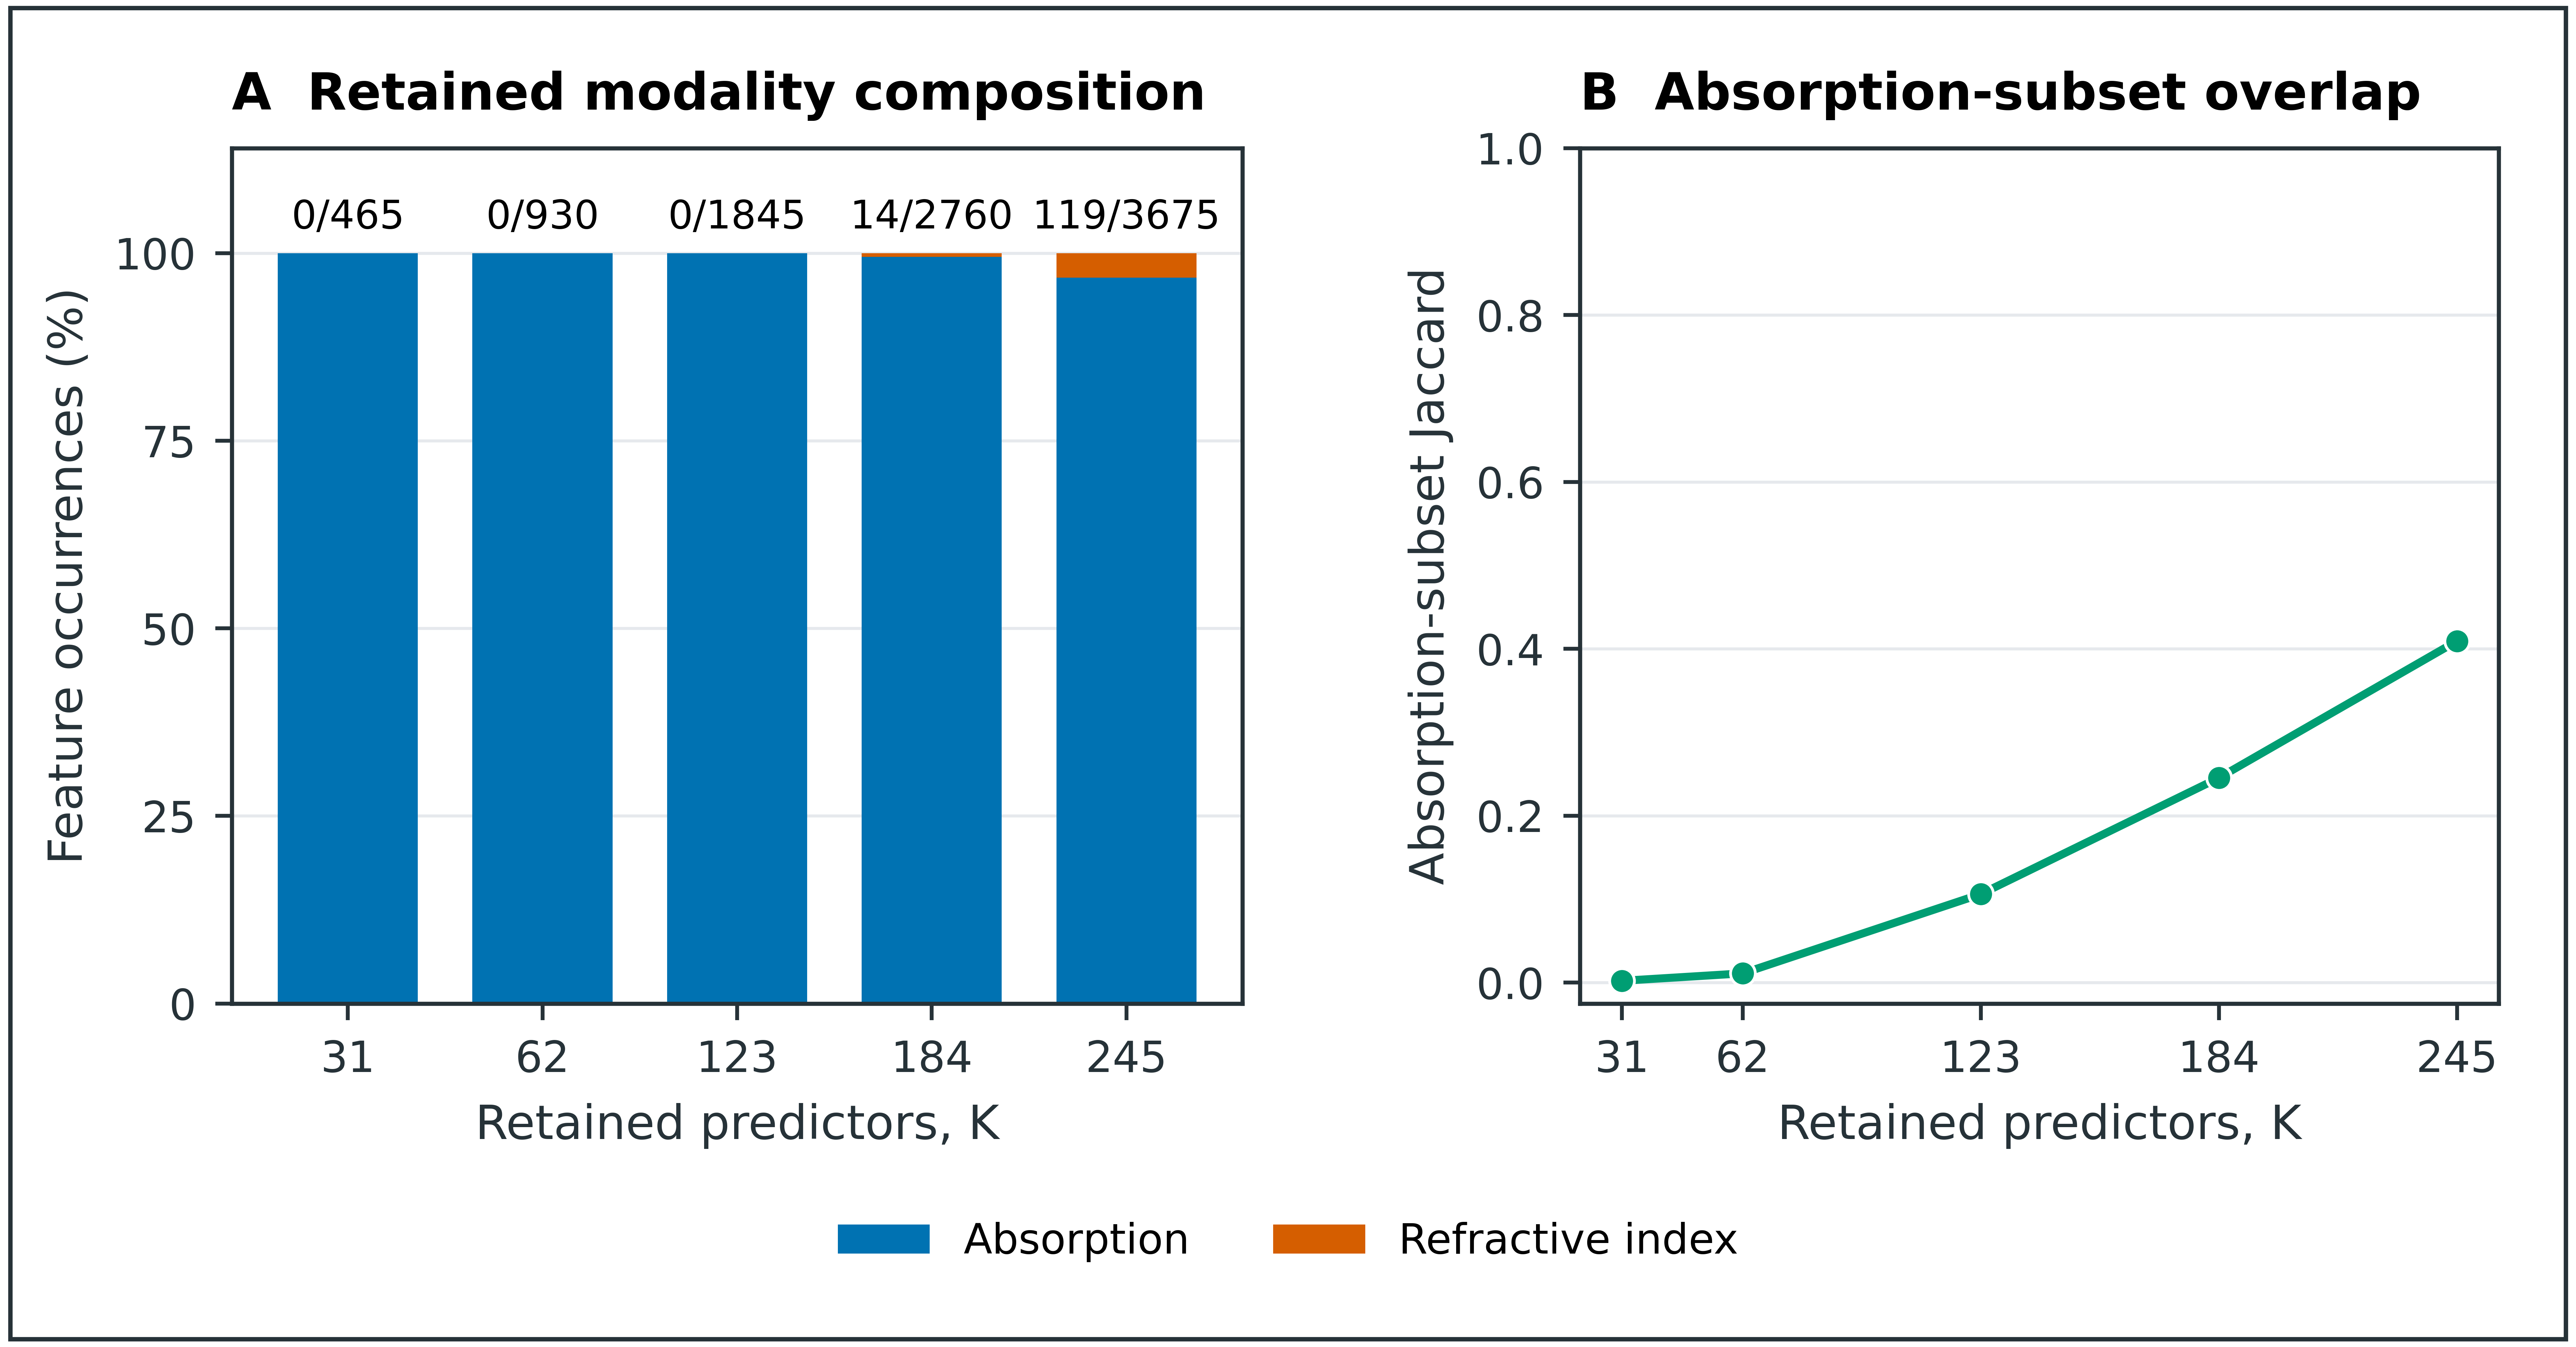 A Retained modality composition
0/465 0/930 0/1845 14/2760 119/3675
100
75
50
25
0
Feature occurrences (%)
31 62 123 184 245
Retained predictors, K
B Absorption-subset overlap
1.0
0.8
0.6
0.4
0.2
0.0
Absorption-subset Jaccard
31 62 123 184 245
Retained predictors, K
Absorption Refractive index